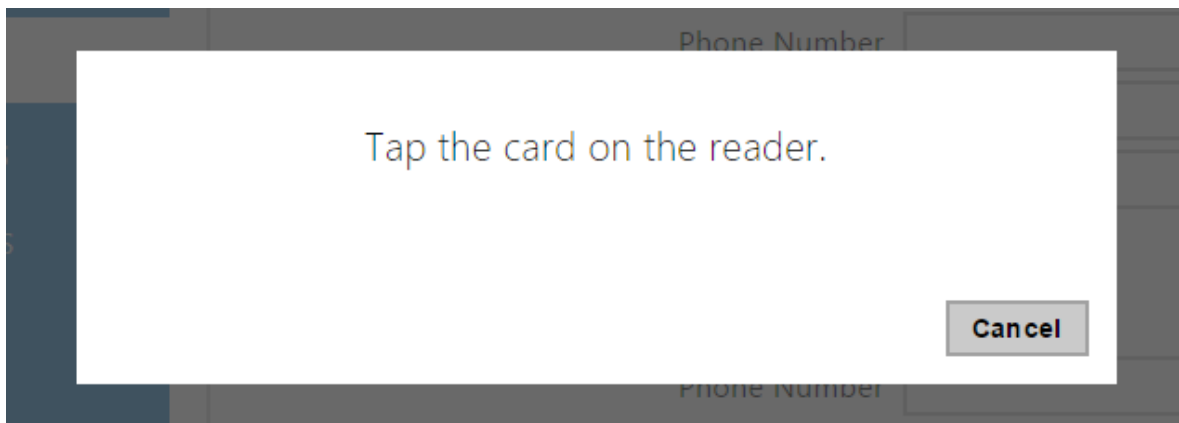 Phone Number
Tap the card on the reader.
s
Cancel
Phone Number